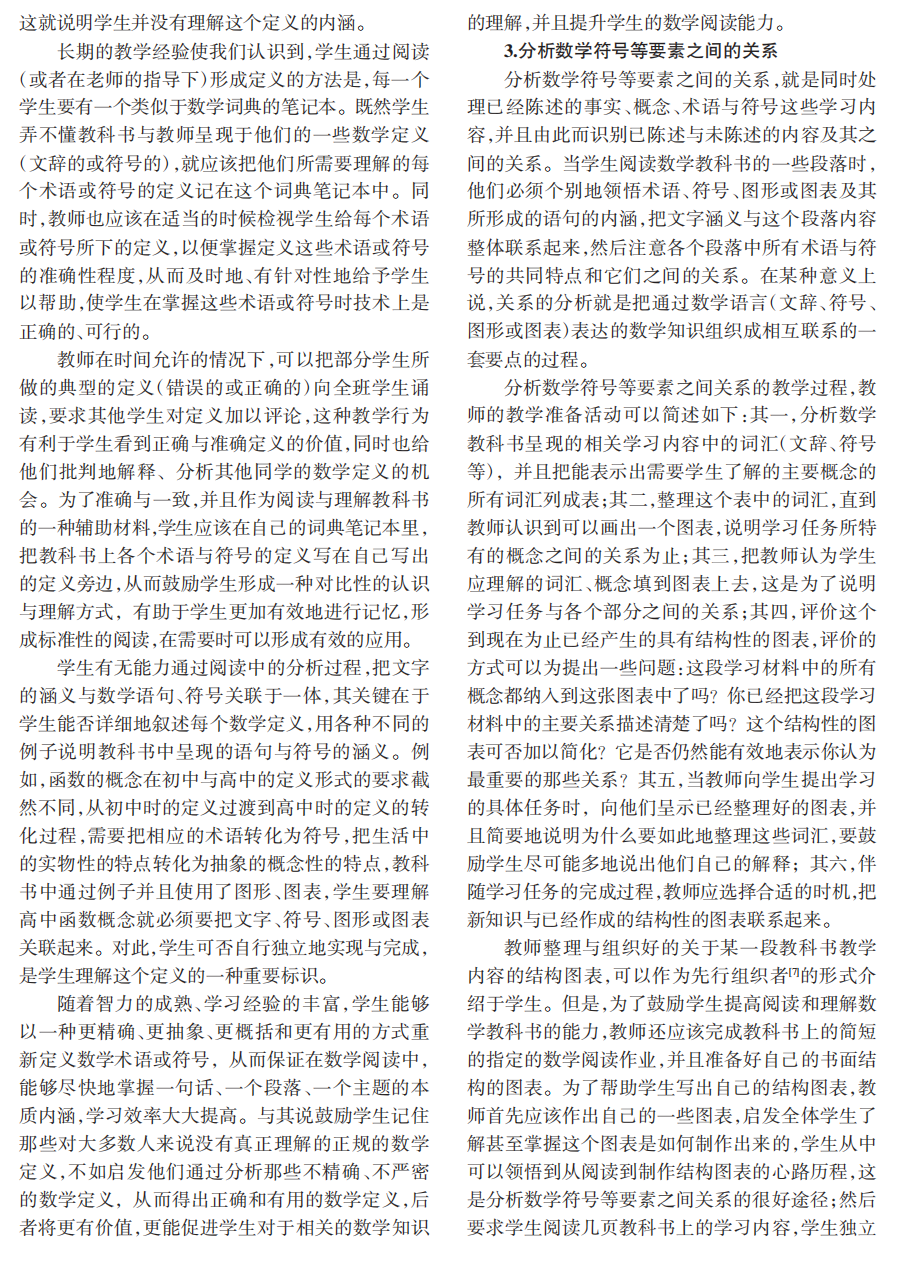 这就说明学生并没有理解这个定义的内涵。
长期的教学经验使我们认识到,学生通过阅读
(或者在老师的指导下)形成定义的方法是,每一个
学生要有一个类似于数学词典的笔记本。既然学生
弄不懂教科书与教师呈现于他们的一些数学定义
(文辞的或符号的),就应该把他们所需要理解的每
个术语或符号的定义记在这个词典笔记本中。同
时,教师也应该在适当的时候检视学生给每个术语
或符号所下的定义,以便掌握定义这些术语或符号
的准确性程度,从而及时地、有针对性地给予学生
以帮助,使学生在掌握这些术语或符号时技术上是
正确的、可行的。
教师在时间允许的情况下,可以把部分学生所
做的典型的定义(错误的或正确的)向全班学生诵
读,要求其他学生对定义加以评论,这种教学行为
有利于学生看到正确与准确定义的价值,同时也给
他们批判地解释、分析其他同学的数学定义的机
会。为了准确与一致,并且作为阅读与理解教科书
的一种辅助材料,学生应该在自己的词典笔记本里,
把教科书上各个术语与符号的定义写在自己写出
的定义旁边,从而鼓励学生形成一种对比性的认识
与理解方式,有助于学生更加有效地进行记忆,形
成标准性的阅读,在需要时可以形成有效的应用。
学生有无能力通过阅读中的分析过程,把文字
的涵义与数学语句、符号关联于一体,其关键在于
学生能否详细地叙述每个数学定义,用各种不同的
例子说明教科书中呈现的语句与符号的涵义。例
如,函数的概念在初中与高中的定义形式的要求截
然不同,从初中时的定义过渡到高中时的定义的转
化过程,需要把相应的术语转化为符号,把生活中
的实物性的特点转化为抽象的概念性的特点,教科
书中通过例子并且使用了图形、图表,学生要理解
高中函数概念就必须要把文字、符号、图形或图表
关联起来。对此,学生可否自行独立地实现与完成,
是学生理解这个定义的一种重要标识。
随着智力的成熟、学习经验的丰富,学生能够
以一种更精确、更抽象、更概括和更有用的方式重
新定义数学术语或符号,从而保证在数学阅读中,
能够尽快地掌握一句话、一个段落、一个主题的本
质内涵,学习效率大大提高。与其说鼓励学生记住
那些对大多数人来说没有真正理解的正规的数学
定义,不如启发他们通过分析那些不精确、不严密
的数学定义,从而得出正确和有用的数学定义,后
者将更有价值,更能促进学生对于相关的数学知识
的理解,并且提升学生的数学阅读能力。
3.分析数学符号等要素之间的关系
分析数学符号等要素之间的关系,就是同时处
理已经陈述的事实、概念、术语与符号这些学习内
容,并且由此而识别已陈述与未陈述的内容及其之
间的关系。当学生阅读数学教科书的一些段落时,
他们必须个别地领悟术语、符号、图形或图表及其
所形成的语句的内涵,把文字涵义与这个段落内容
整体联系起来,然后注意各个段落中所有术语与符
号的共同特点和它们之间的关系。在某种意义上
说,关系的分析就是把通过数学语言(文辞、符号、
图形或图表)表达的数学知识组织成相互联系的一
套要点的过程。
分析数学符号等要素之间关系的教学过程,教
师的教学准备活动可以简述如下:其一,分析数学
教科书呈现的相关学习内容中的词汇(文辞、符号
等),并且把能表示出需要学生了解的主要概念的
所有词汇列成表;其二,整理这个表中的词汇,直到
教师认识到可以画出一个图表,说明学习任务所特
有的概念之间的关系为止;其三,把教师认为学生
应理解的词汇、概念填到图表上去,这是为了说明
学习任务与各个部分之间的关系;其四,评价这个
到现在为止已经产生的具有结构性的图表,评价的
方式可以为提出一些问题:这段学习材料中的所有
概念都纳入到这张图表中了吗?你已经把这段学习
材料中的主要关系描述清楚了吗?这个结构性的图
表可否加以简化?它是否仍然能有效地表示你认为
最重要的那些关系?其五,当教师向学生提出学习
的具体任务时,向他们呈示已经整理好的图表,并
且简要地说明为什么要如此地整理这些词汇,要鼓
励学生尽可能多地说出他们自己的解释;其六,伴
随学习任务的完成过程,教师应选择合适的时机,把
新知识与已经作成的结构性的图表联系起来。
教师整理与组织好的关于某一段教科书教学
内容的结构图表,可以作为先行组织者[7]的形式介
绍于学生。但是,为了鼓励学生提高阅读和理解数
学教科书的能力,教师还应该完成教科书上的简短
的指定的数学阅读作业,并且准备好自己的书面结
构的图表。为了帮助学生写出自己的结构图表,教
师首先应该作出自己的一些图表,启发全体学生了
解甚至掌握这个图表是如何制作出来的,学生从中
可以领悟到从阅读到制作结构图表的心路历程,这
是分析数学符号等要素之间关系的很好途径;然后
要求学生阅读几页教科书上的学习内容,学生独立